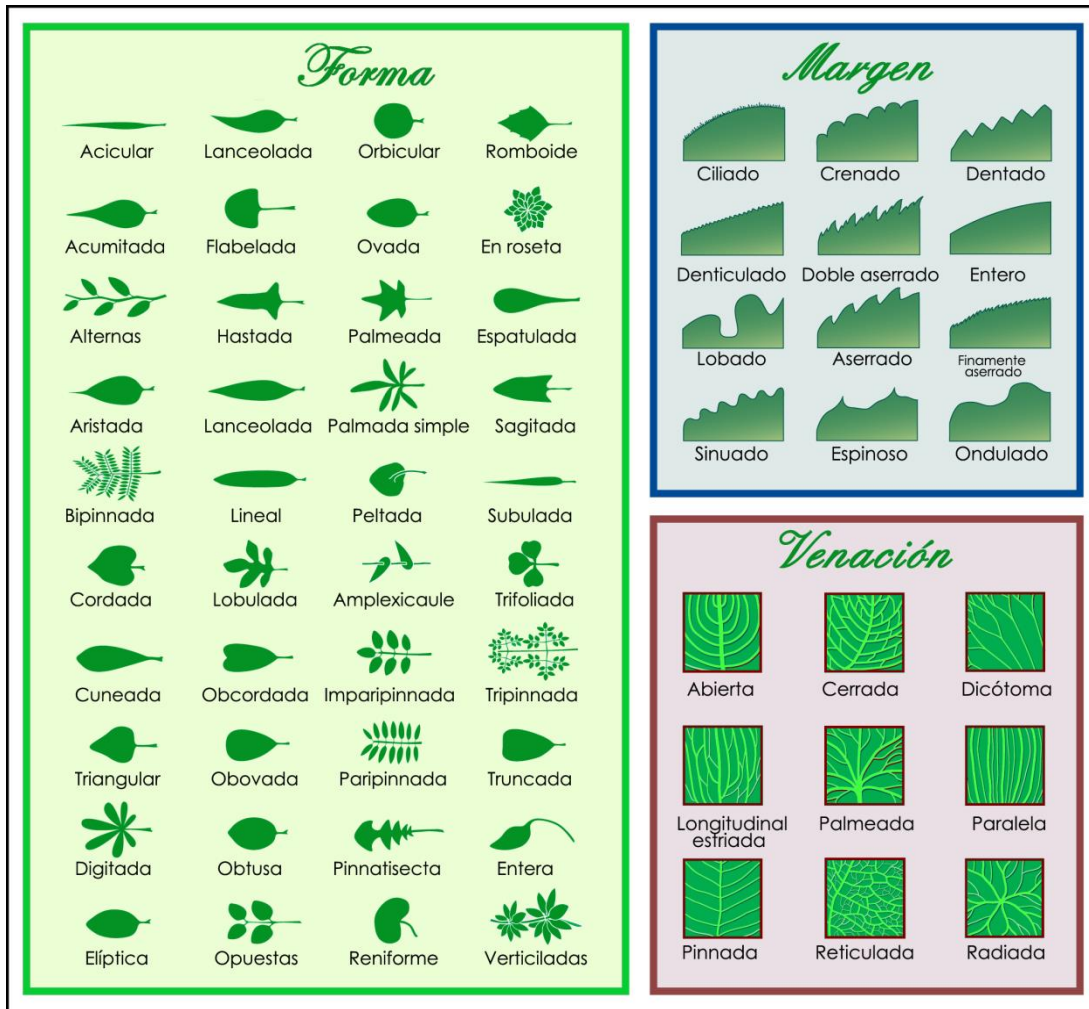 Forma
Acicular Lanceolada Orbicular Romboide
Acumitada Flabelada Ovada En roseta
Alternas Hastada Palmeada Espatulada
Aristada Lanceolada Palmada simple Sagitada
Bipinnada Lineal Peltada Subulada
Cordada Lobulada Amplexicaule Trifoliada
Cuneada Obcordada Imparipinnada Tripinnada
Triangular Obovada Paripinnada Truncada
Digitada Obtusa Pinnatisecta Entera
Elíptica Opuestas Reniforme Verticiladas
Margen
Ciliado Crenado Dentado
Denticulado Doble aserrado Entero
Lobado Aserrado Finamente
aserrado
Sinuado Espinoso Ondulado
Venación
Abierta Cerrada Dicótoma
Longitudinal Palmeada Paralela
estriada
Pinnada Reticulada Radiada